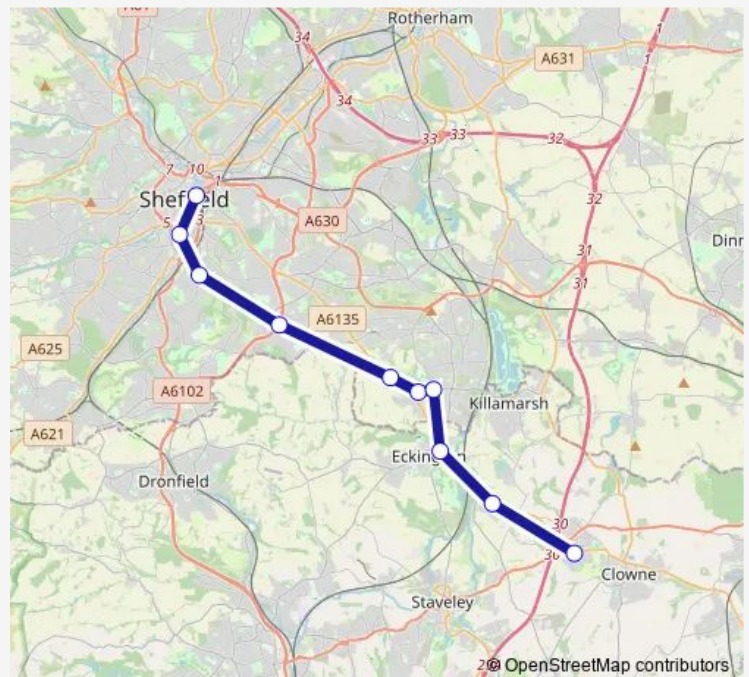 Rotherham
34
1
A631
1
34
33
33
32
7
10
1
32
Sheffield
3
5
A630
Dinn
31
31
A6135
A625
A6102
Killamarsh
A621
Eckington
Dronfield
30
30
Clowne
Staveley
© OpenStreetMap contributors